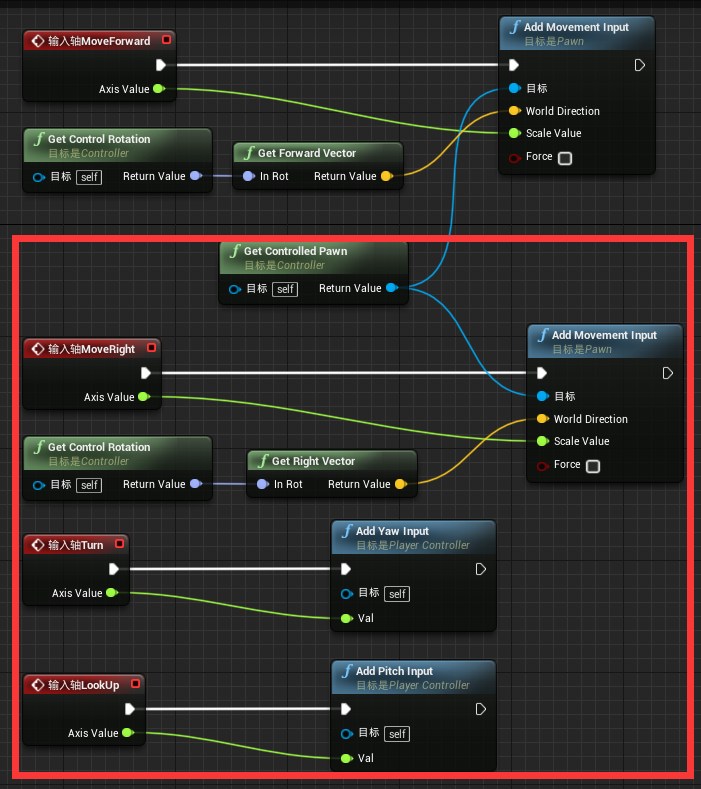 输入轴MoveForward
Axis Value
Add Movement Input
目标是Pawn
目标
World Direction
Scale Value
Force
Get Control Rotation
目标是Controller
目标 self Return Value
Get Forward Vector
In Rot Return Value
Get Controlled Pawn
目标是Controller
目标 self Return Value
输入轴MoveRight
Axis Value
Add Movement Input
目标是Pawn
目标
World Direction
Scale Value
Force
Get Control Rotation
目标是Controller
目标 self Return Value
Get Right Vector
In Rot Return Value
输入轴Turn
Axis Value
Add Yaw Input
目标是Player Controller
目标 self
Val
输入轴LookUp
Axis Value
Add Pitch Input
目标是Player Controller
目标 self
Val